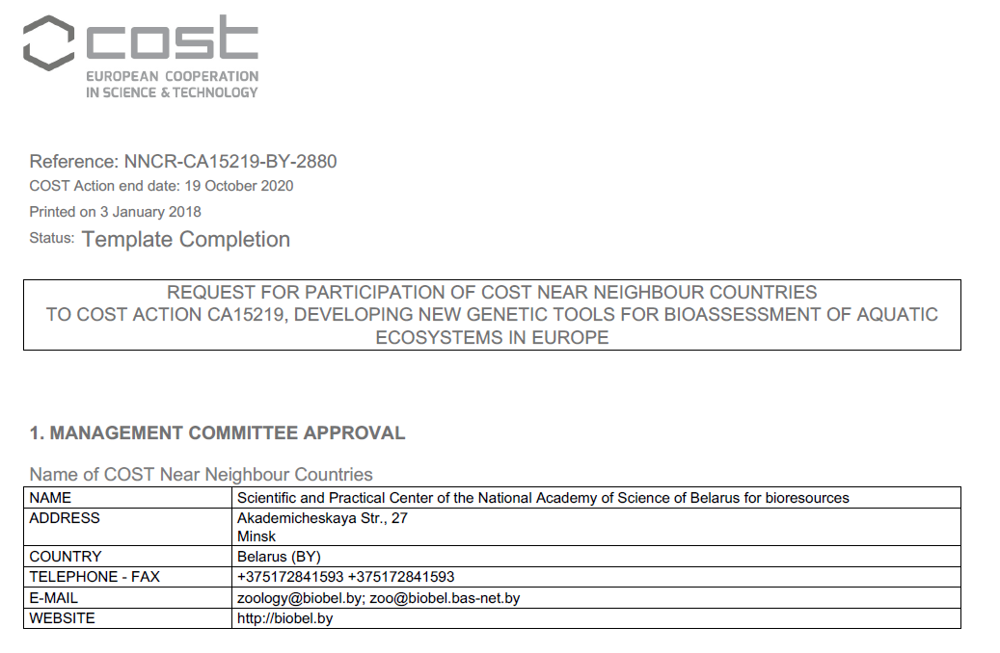 cost
EUROPEAN COOPERATION
IN SCIENCE & TECHNOLOGY
Reference: NNCR-CA15219-BY-2880
COST Action end date: 19 October 2020
Printed on 3 January 2018
Status: Template Completion
REQUEST FOR PARTICIPATION OF COST NEAR NEIGHBOUR COUNTRIES
TO COST ACTION CA15219, DEVELOPING NEW GENETIC TOOLS FOR BIOASSESSMENT OF AQUATIC
ECOSYSTEMS IN EUROPE
1. MANAGEMENT COMMITTEE APPROVAL
Name of COST Near Neighbour Countries
NAME Scientific and Practical Center of the National Academy of Science of Belarus for bioresources
ADDRESS Akademicheskaya Str., 27
Minsk
COUNTRY Belarus (BY)
TELEPHONE - FAX +375172841593 +375172841593
E-MAIL zoology@biobel.by; zoo@biobel.bas-net.by
WEBSITE http://biobel.by